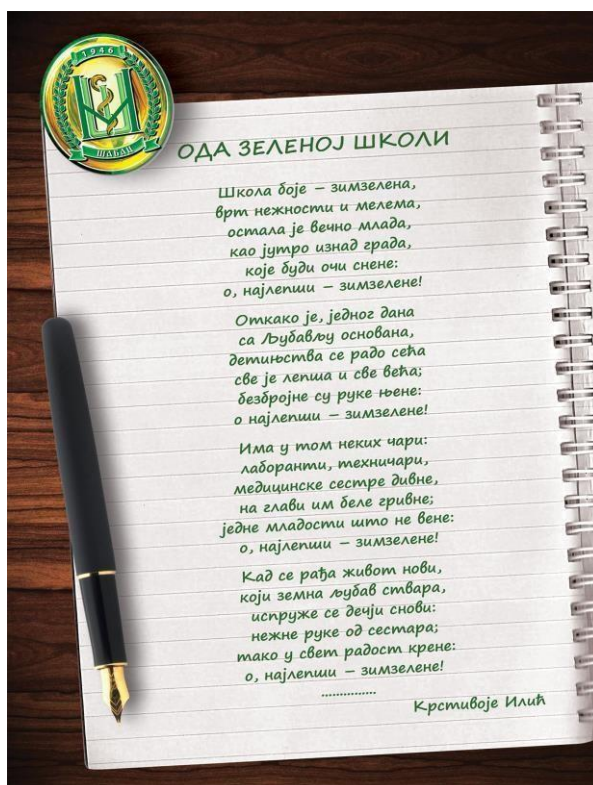 1946
ШАБАЦ
ОДА ЗЕЛЕНОЈ ШКОЛИ
Школа боје – зимзелена,
врт нежности и мелема,
остала је вечно млада,
као јутро изнад града,
које буди очи снене:
о, најлепши – зимзелене!
Откако је, једног дана
са Љубављу основана,
детињства се радо сећа
све је лепша и све већа;
безбројне су руке њене:
о најлепши – зимзелене!
Има у том неких чари:
лаборанти, техничари,
медицинске сестре дивне,
на глави им беле гривне;
једне младости што не вене:
о, најлепши – зимзелене!
Кад се рађа живот нови,
који земна љубав ствара,
испруже се дечји снови:
нежне руке од сестара;
тако у свет радост крене:
о, најлепши – зимзелене!
...............
Крстивоје Илић